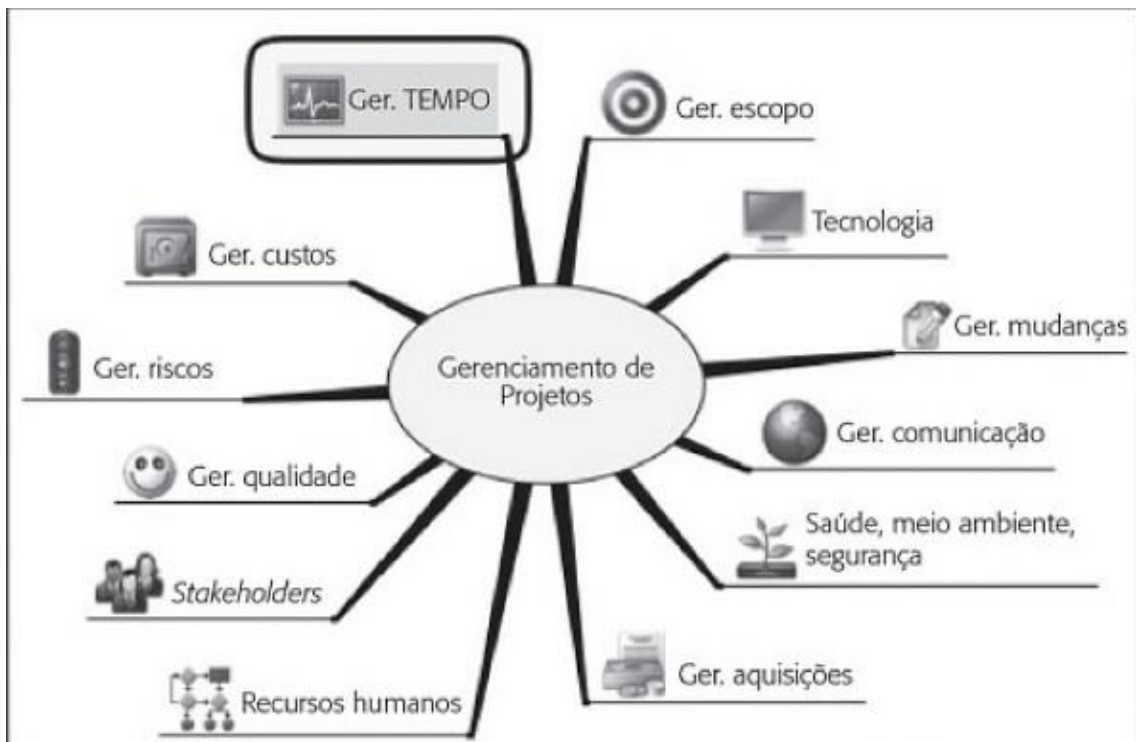 Ger. TEMPO
Ger. escopo
Tecnologia
Ger. custos
Ger. mudanças
Ger. riscos
Gerenciamento de
Projetos
Ger. comunicação
Ger. qualidade
Saúde, meio ambiente,
segurança
Stakeholders
Ger. aquisições
Recursos humanos